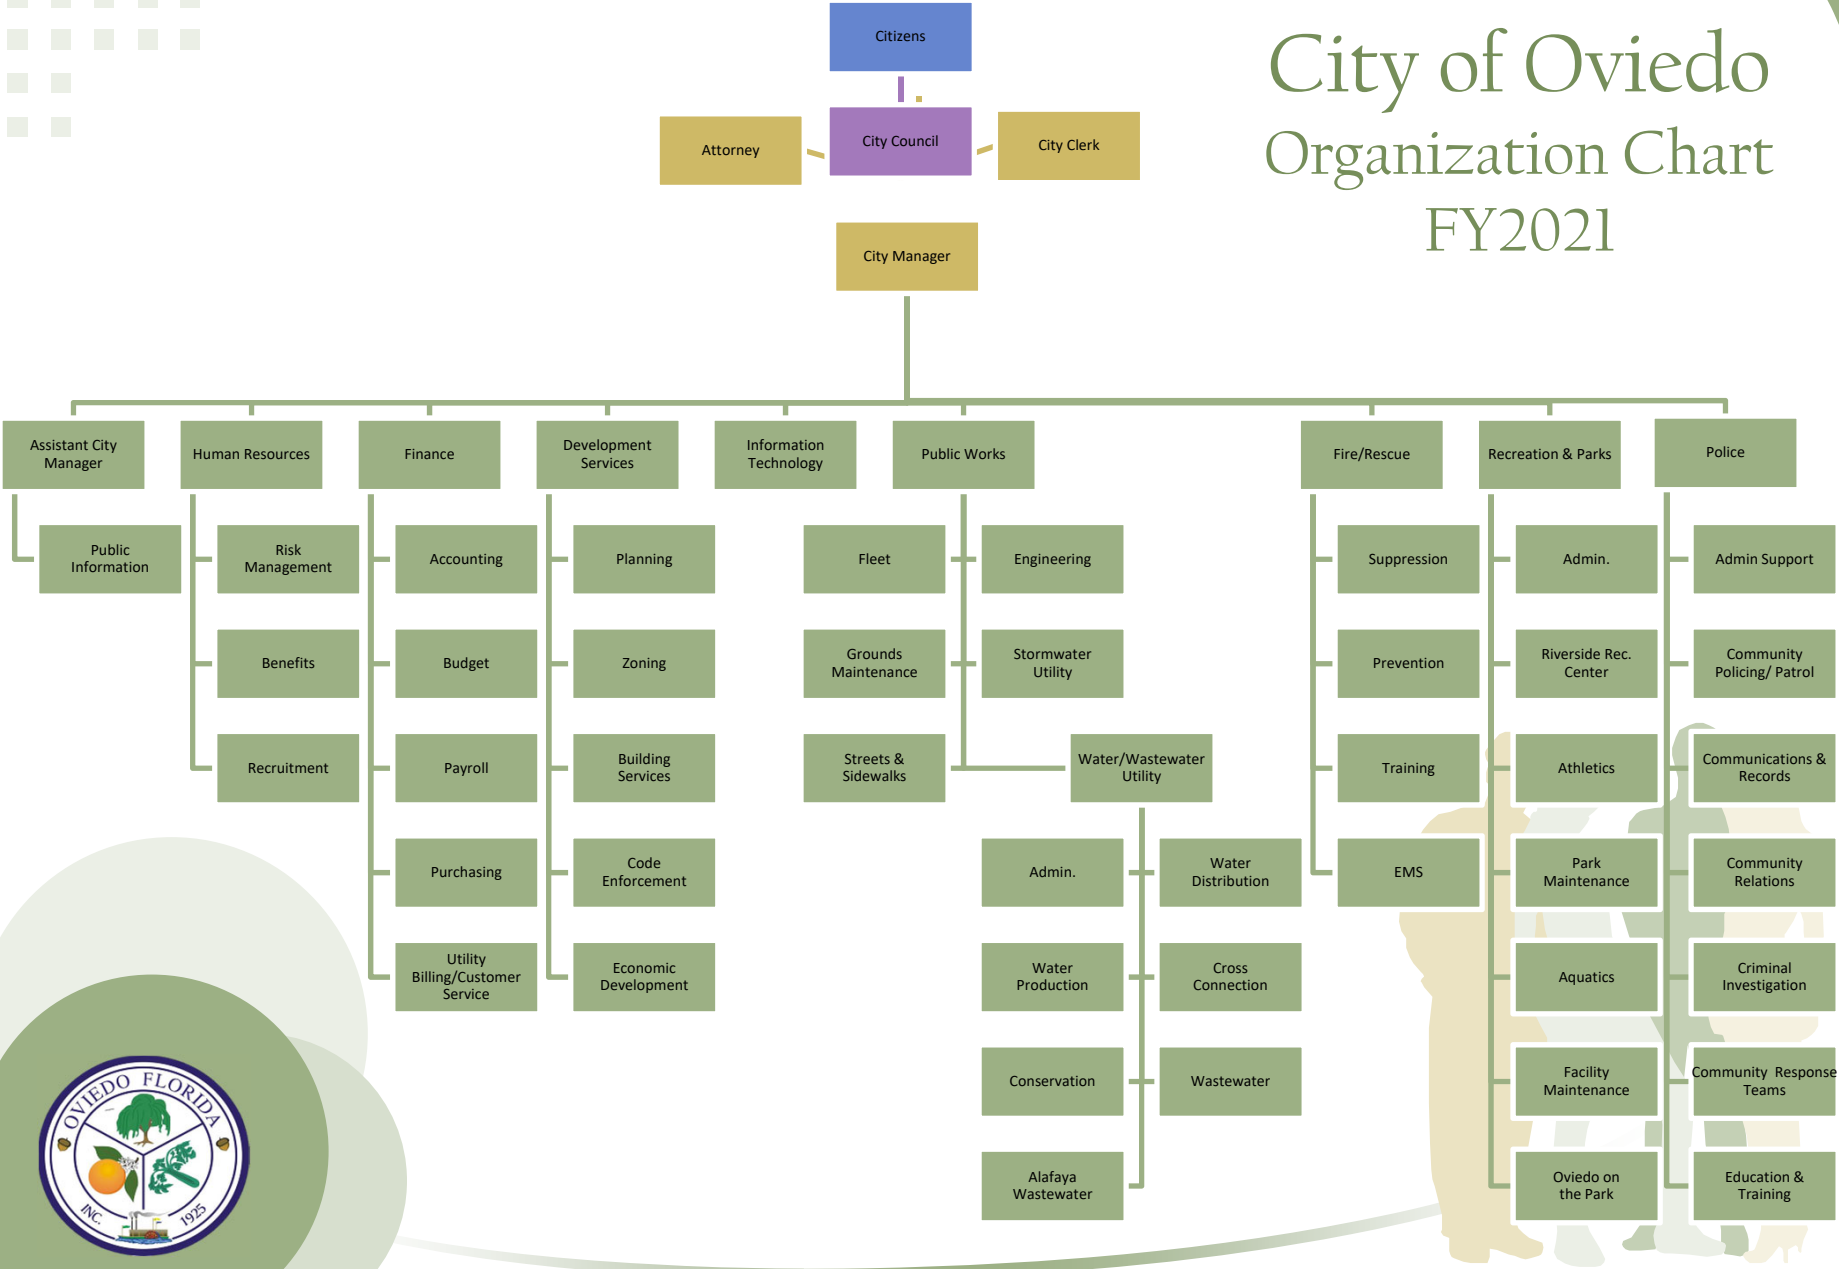 Citizens
City of Oviedo
Organization Chart
FY2021
Attorney
City Council
City Clerk
City Manager
Assistant City
Manager
Human Resources
Finance
Development
Services
Information
Technology
Public Works
Fire/Rescue
Recreation & Parks
Police
Public
Information
Risk
Management
Benefits
Recruitment
Accounting
Budget
Payroll
Purchasing
Utility
Billing/Customer
Service
Planning
Zoning
Building
Services
Code
Enforcement
Economic
Development
Fleet
Engineering
Grounds
Maintenance
Stormwater
Utility
Streets &
Sidewalks
Water/Wastewater
Utility
Admin.
Water
Distribution
Water
Production
Cross
Connection
Conservation
Wastewater
Alafaya
Wastewater
Suppression
Prevention
Training
EMS
Admin.
Riverside Rec.
Center
Athletics
Park
Maintenance
Aquatics
Facility
Maintenance
Oviedo on
the Park
Admin Support
Community
Policing/ Patrol
Communications &
Records
Community
Relations
Criminal
Investigation
Community  Response
Teams
Education &
Training
OVIEDO FLORIDA
INC. 1925